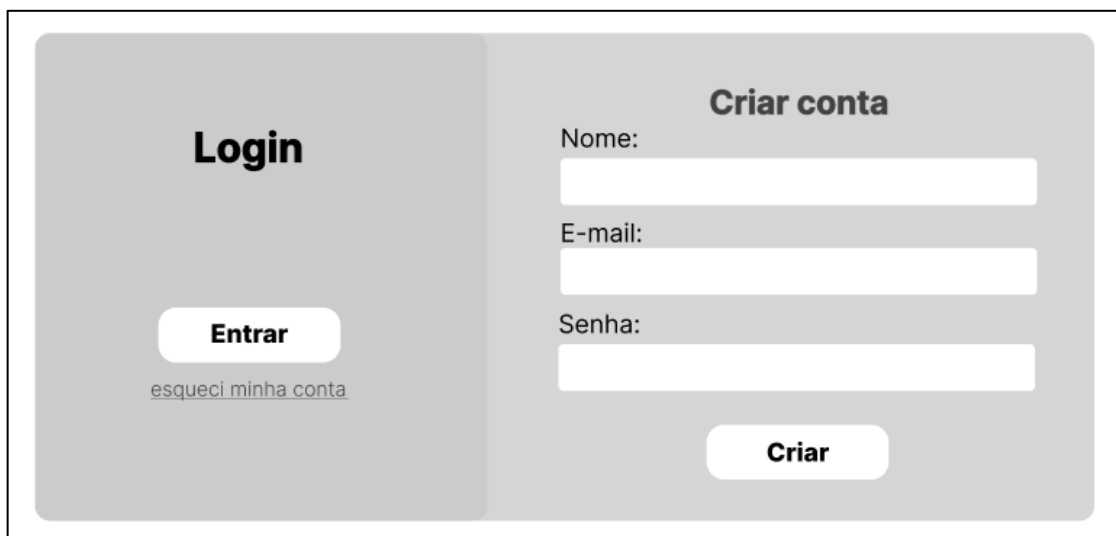 Login
Entrar
esqueci minha conta
Criar conta
Nome:
E-mail:
Senha:
Criar